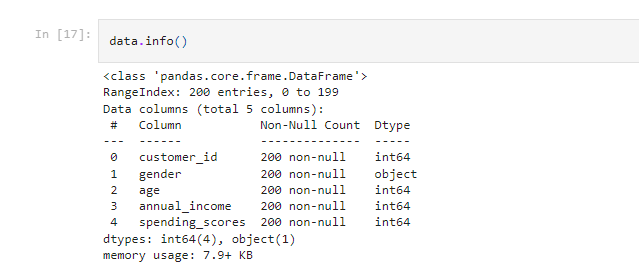 In [17]:
data.info()
<class 'pandas.core.frame.DataFrame'>
RangeIndex: 200 entries, 0 to 199
Data columns (total 5 columns):
 #   Column           Non-Null Count  Dtype
---  ------           --------------  -----
 0   customer_id      200 non-null    int64
 1   gender           200 non-null    object
 2   age              200 non-null    int64
 3   annual_income    200 non-null    int64
 4   spending_scores  200 non-null    int64
dtypes: int64(4), object(1)
memory usage: 7.9+ KB